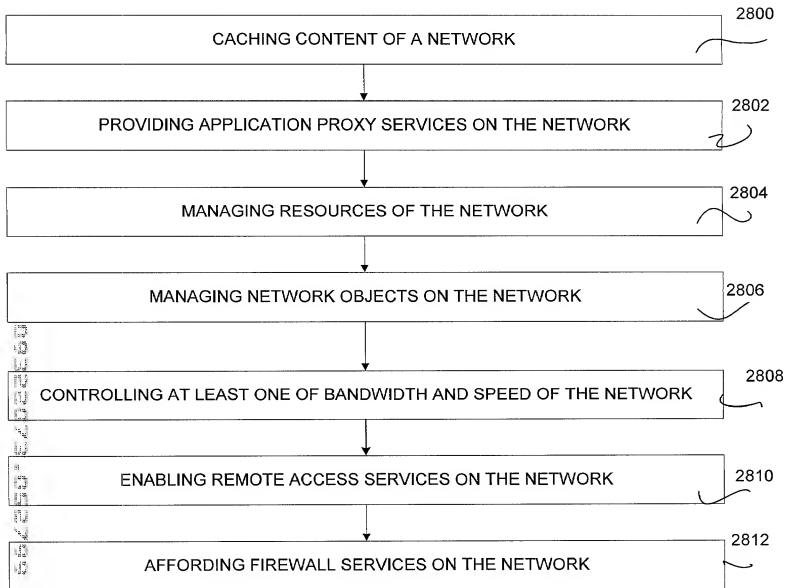 2800
CACHING CONTENT OF A NETWORK
2802
PROVIDING APPLICATION PROXY SERVICES ON THE NETWORK
2804
MANAGING RESOURCES OF THE NETWORK
2806
MANAGING NETWORK OBJECTS ON THE NETWORK
2808
CONTROLLING AT LEAST ONE OF BANDWIDTH AND SPEED OF THE NETWORK
2810
ENABLING REMOTE ACCESS SERVICES ON THE NETWORK
2812
AFFORDING FIREWALL SERVICES ON THE NETWORK